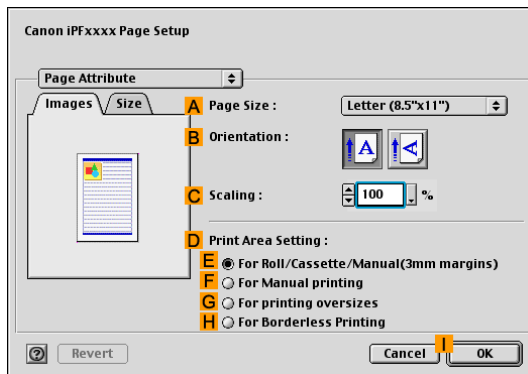 Canon iPFxxxx Page Setup
Page Attribute
Images Size
A Page Size : Letter (8.5"x11")
B Orientation : A A
C Scaling : 100 %
D Print Area Setting :
E For Roll/Cassette/Manual(3mm margins)
F For Manual printing
G For printing oversizes
H For Borderless Printing
? Revert Cancel I OK